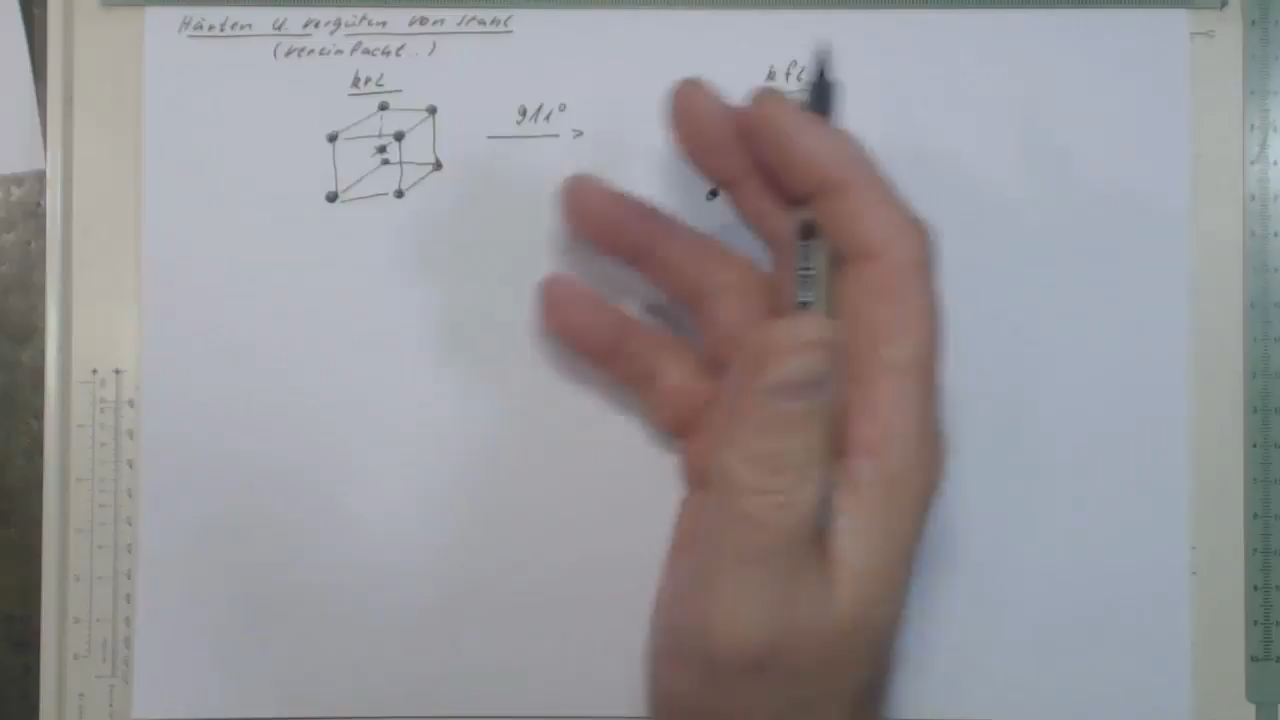 Härten u. vergüten von Stahl
(vereinfacht..)
krz
911°
kfz